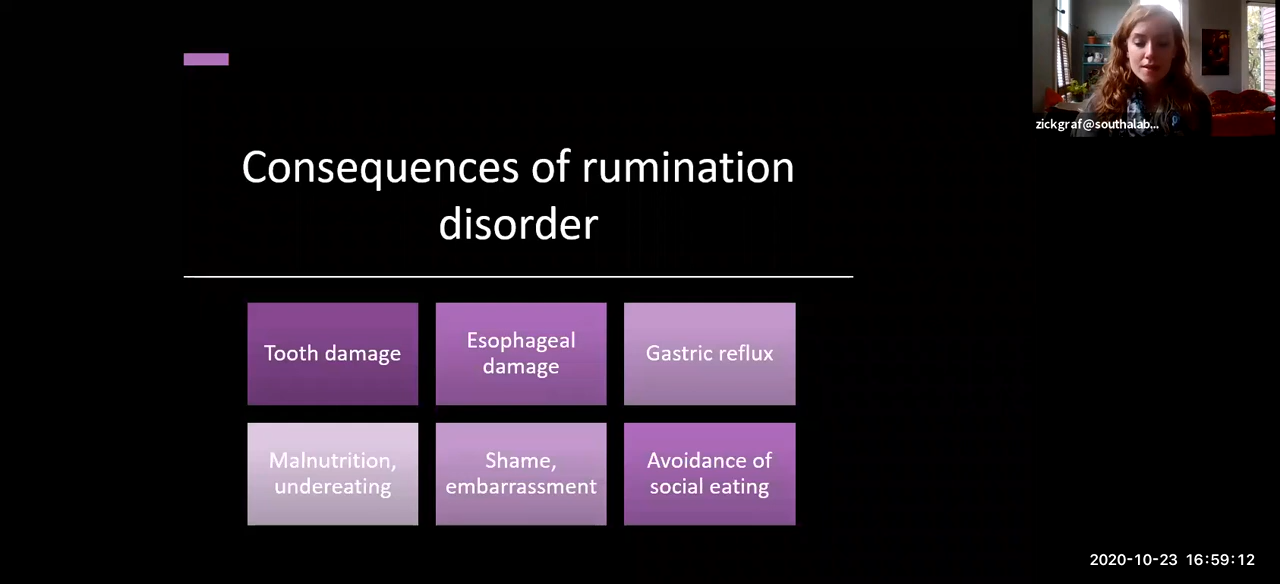 zickgraf@southalab...
Consequences of rumination
disorder
Tooth damage
Esophageal
damage
Gastric reflux
Malnutrition,
undereating
Shame,
embarrassment
Avoidance of
social eating
2020-10-23 16:59:12